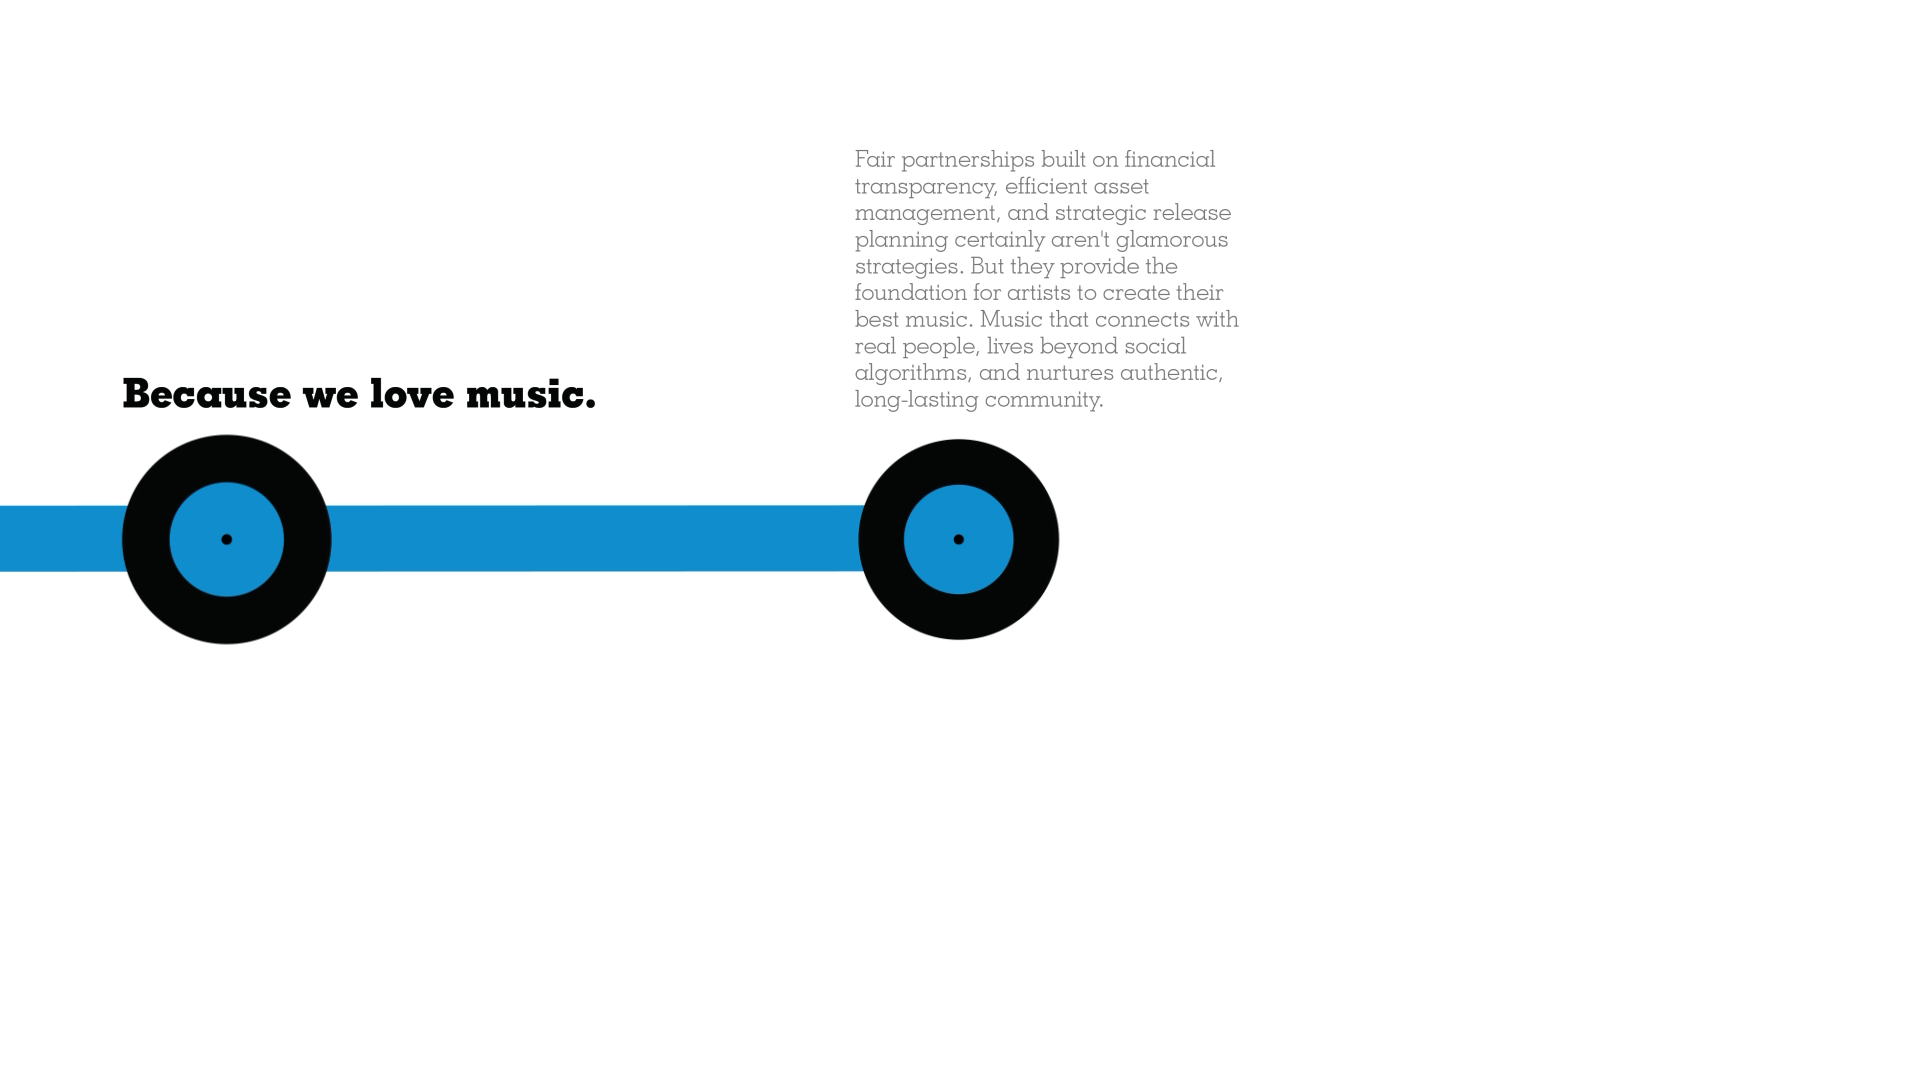 Because we love music.
Fair partnerships built on financial
transparency, efficient asset
management, and strategic release
planning certainly aren't glamorous
strategies. But they provide the
foundation for artists to create their
best music. Music that connects with
real people, lives beyond social
algorithms, and nurtures authentic,
long-lasting community.